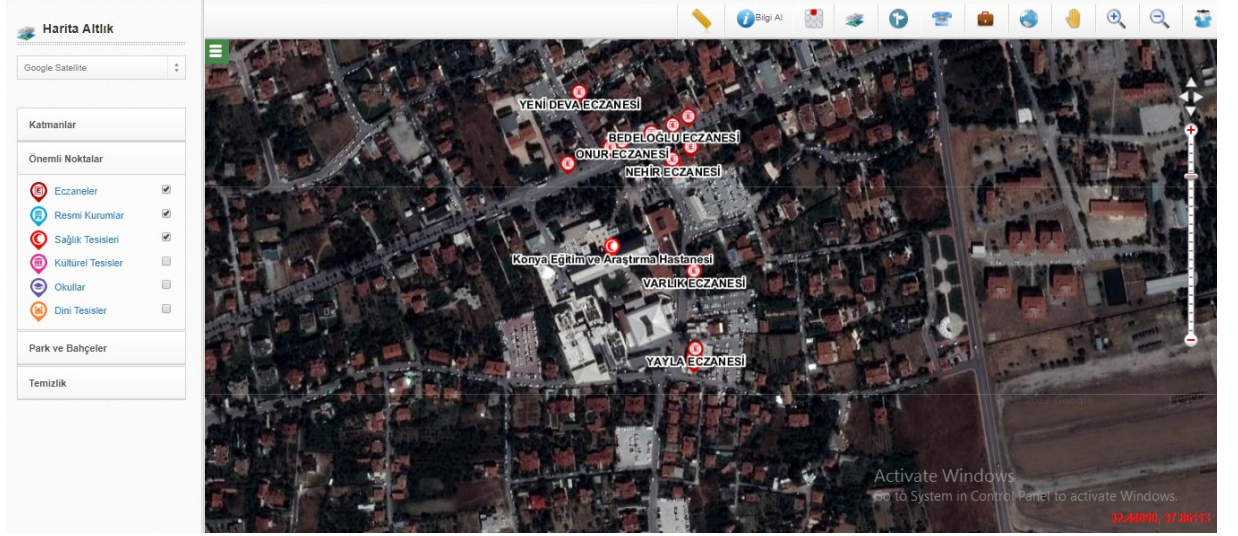 Harita Altlık
Google Satellite
Katmanlar
Önemli Noktalar
Eczaneler
Resmi Kurumlar
Sağlık Tesisleri
Kültürel Tesisler
Okullar
Dini Tesisler
Park ve Bahçeler
Temizlik
Bilgi Al
YENİ DEVA ECZANESİ
BEDELOĞLU ECZANESİ
ONUR ECZANESİ
NEHİR ECZANESİ
Konya Eğitim ve Araştırma Hastanesi
VARLIK ECZANESİ
YAYLA ECZANESİ
Activate Windows
Go to System in Control Panel to activate Windows.